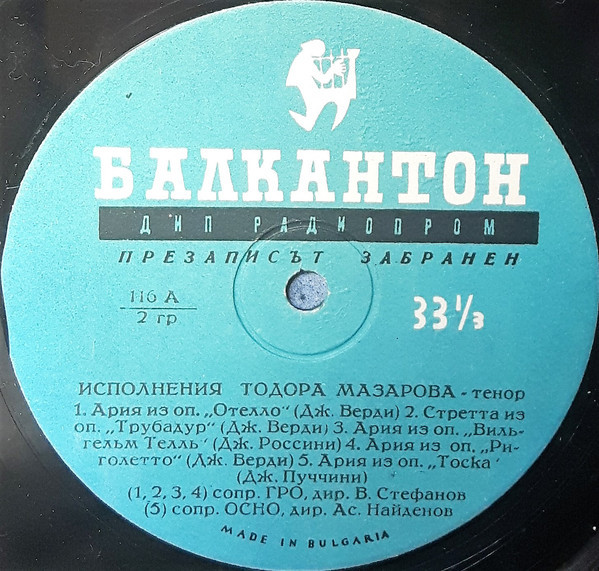 БАЛКАНТОН
ДИП РАДИОПРОМ
ПРЕЗАПИСЪТ ЗАБРАНЕН
116 А
2 гр
33⅓
ИСПОЛНЕНИЯ ТОДОРА МАЗАРОВА - тенор
1. Ария из оп. „Отелло“ (Дж. Верди) 2. Стретта из
оп. „Трубадур“ (Дж. Верди) 3. Ария из оп. „Виль-
гельм Телль‘ (Дж. Россини) 4. Ария из оп. „Ри-
голетто“ (Дж. Верди) 5. Ария из оп. „Тоска‘
(Дж. Пуччини)
(1, 2, 3, 4) сопр. ГРО, дир. В. Стефанов
(5) сопр. ОСНО, дир. Ас. Найденов
MADE IN BULGARIA